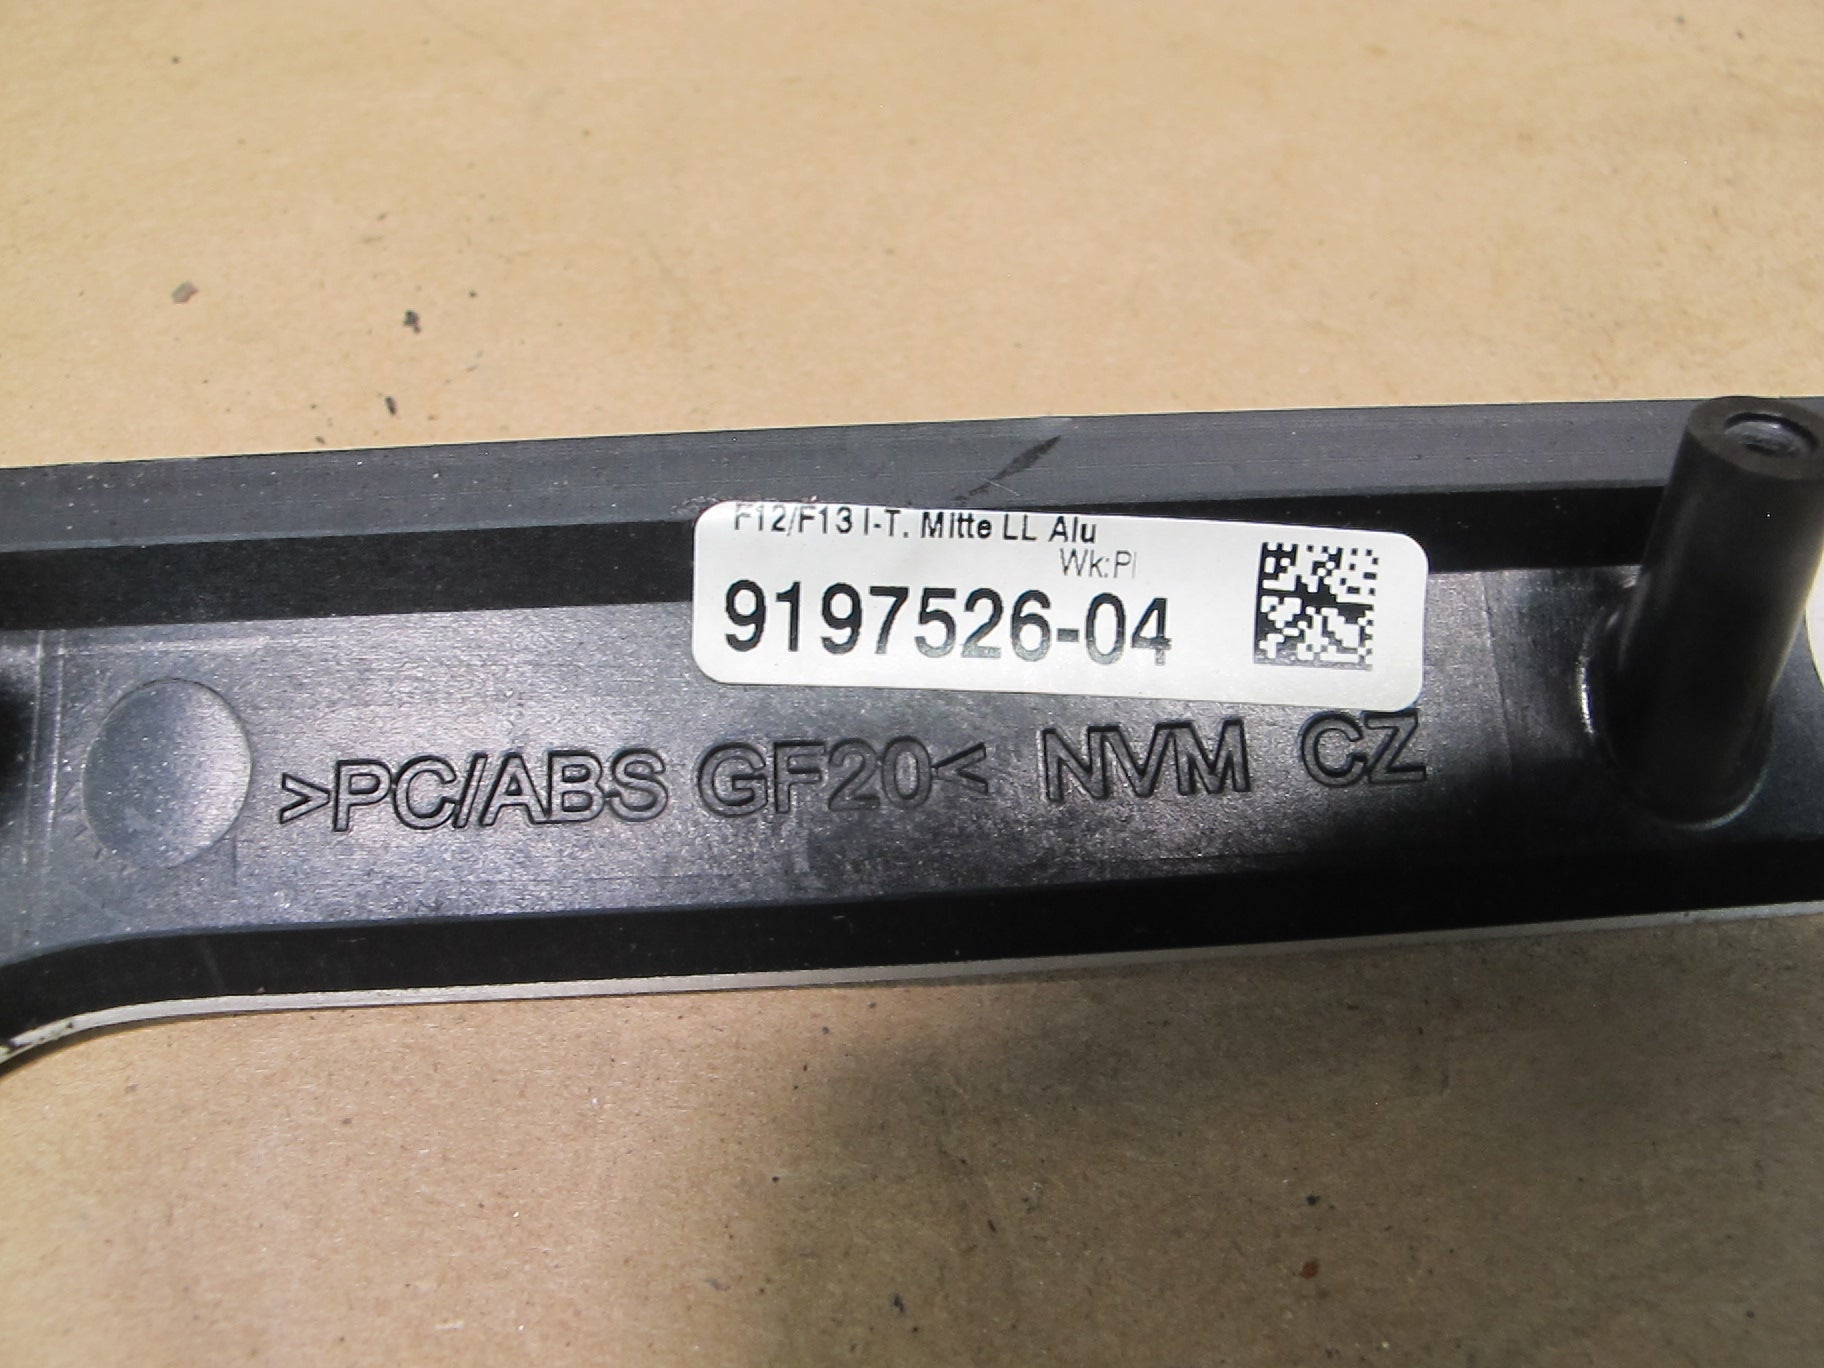 F12/F13 I-T. Mitte LL Alu
Wk:Pl
9197526-04
>PC/ABS GF20< NVM CZ